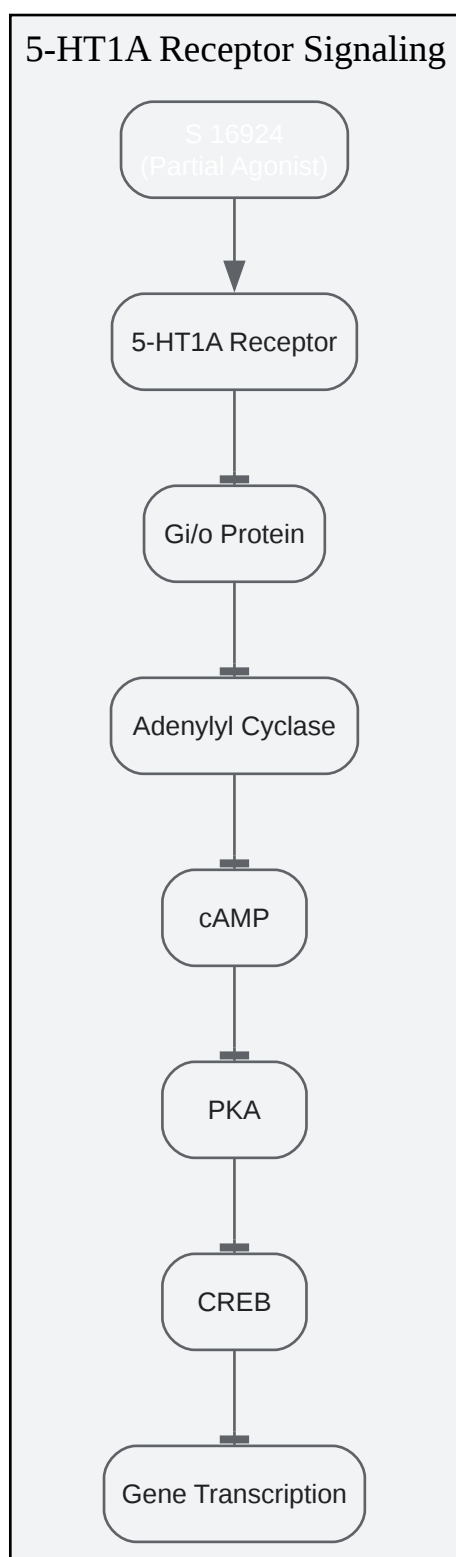 5-HT1A Receptor Signaling
S 16924
(Partial Agonist)
5-HT1A Receptor
Gi/o Protein
Adenylyl Cyclase
cAMP
PKA
CREB
Gene Transcription